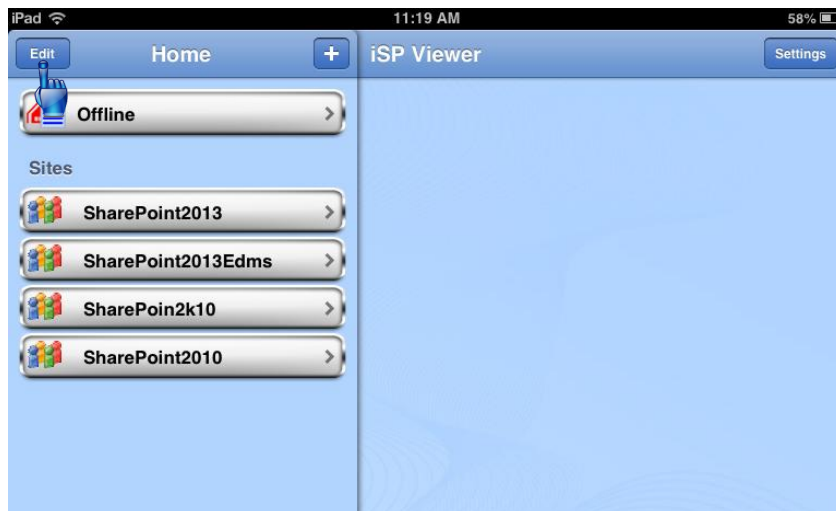 iPad 11:19 AM 58%
Edit Home + iSP Viewer Settings
Offline
Sites
SharePoint2013
SharePoint2013Edms
SharePoin2k10
SharePoint2010